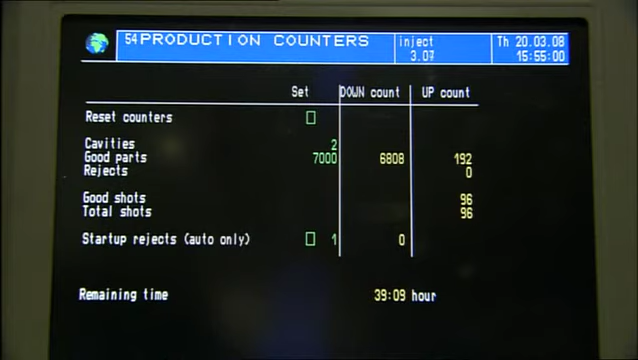 54 PRODUCTION COUNTERS inject Th 20.03.08
3.07 15:55:00
Set DOWN count UP count
Reset counters
Cavities 2
Good parts 7000 6808 192
Rejects 0
Good shots 96
Total shots 96
Startup rejects (auto only) 1 0
Remaining time 39:09 hour